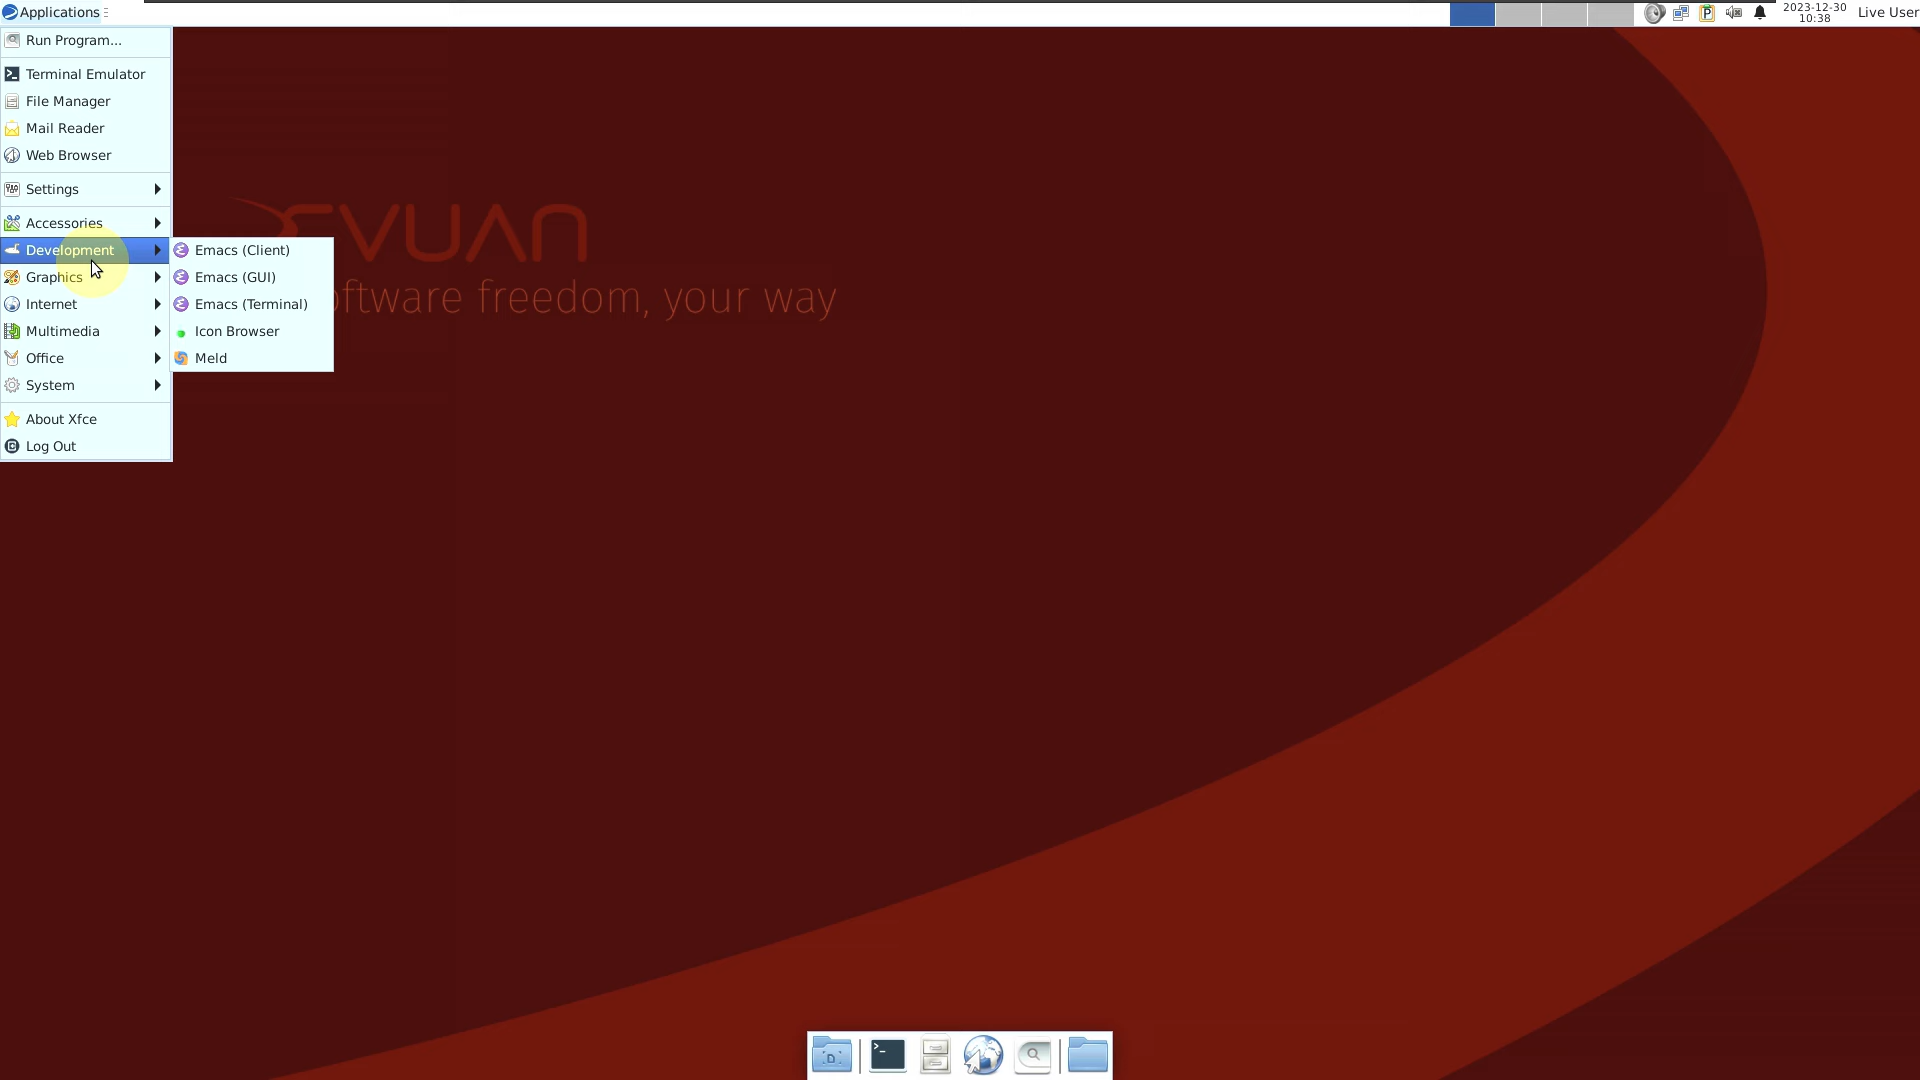 Applications
2023-12-30
10:38
Live User
Run Program...
Terminal Emulator
File Manager
Mail Reader
Web Browser
Settings
Accessories
Development
Graphics
Internet
Multimedia
Office
System
About Xfce
Log Out
Emacs (Client)
Emacs (GUI)
Emacs (Terminal)
Icon Browser
Meld
EVUAN
oftware freedom, your way